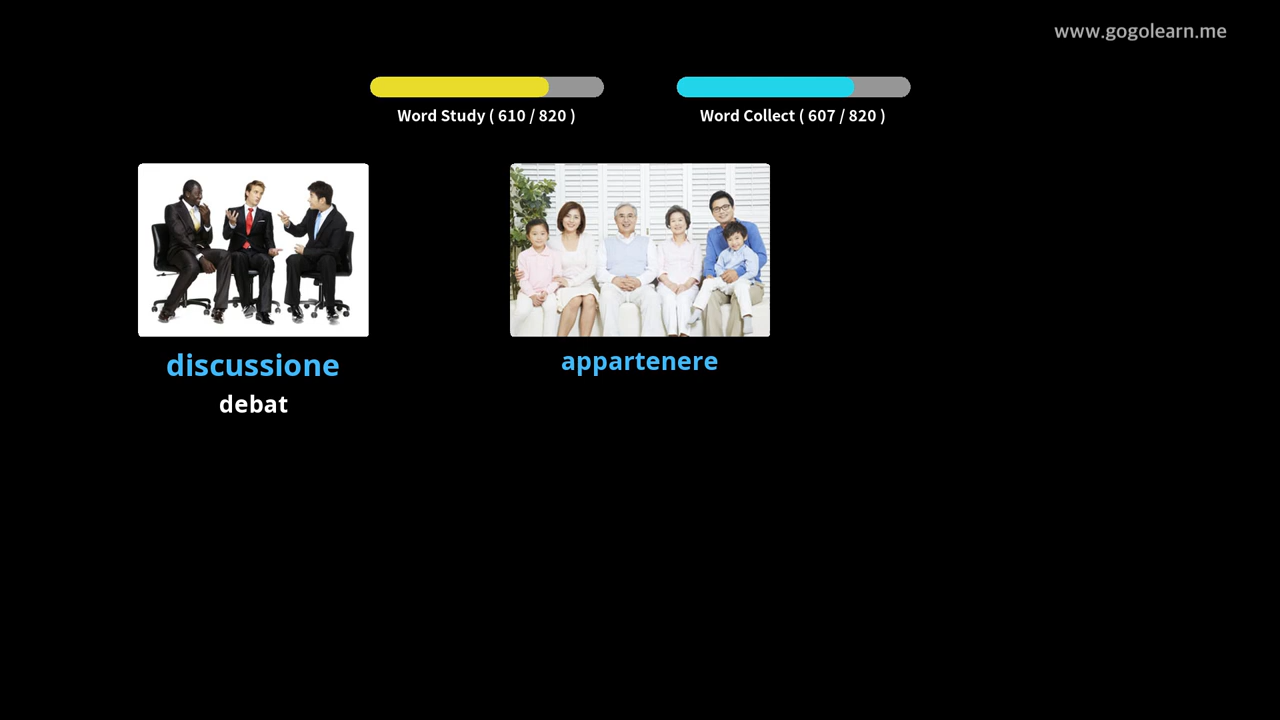 www.gogolearn.me
Word Study ( 610 / 820 )
Word Collect ( 607 / 820 )
discussione
debat
appartenere